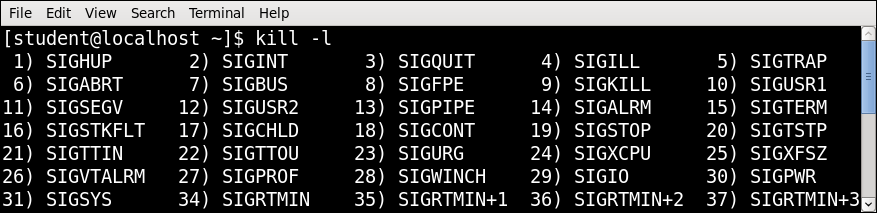 File Edit View Search Terminal Help
[student@localhost ~]$ kill -l
1) SIGHUP 2) SIGINT 3) SIGQUIT 4) SIGILL 5) SIGTRAP
6) SIGABRT 7) SIGBUS 8) SIGFPE 9) SIGKILL 10) SIGUSR1
11) SIGSEGV 12) SIGUSR2 13) SIGPIPE 14) SIGALRM 15) SIGTERM
16) SIGSTKFLT 17) SIGCHLD 18) SIGCONT 19) SIGSTOP 20) SIGTSTP
21) SIGTTIN 22) SIGTTOU 23) SIGURG 24) SIGXCPU 25) SIGXFSZ
26) SIGVTALRM 27) SIGPROF 28) SIGWINCH 29) SIGIO 30) SIGPWR
31) SIGSYS 34) SIGRTMIN 35) SIGRTMIN+1 36) SIGRTMIN+2 37) SIGRTMIN+3